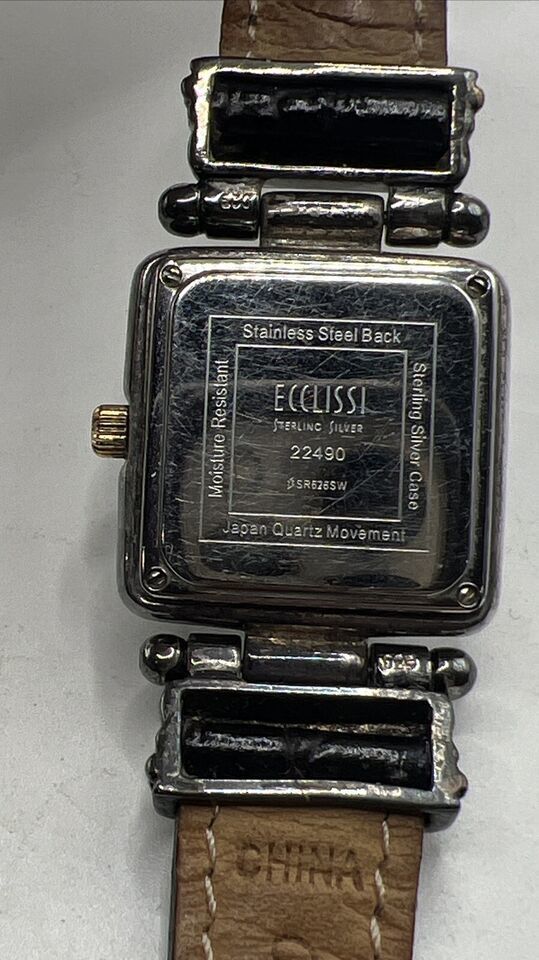 Stainless Steel Back
Moisture Resistant
ECCLISSI
STERLING SILVER
22490
SR626SW
Sterling Silver Case
Japan Quartz Movement
925
CHINA